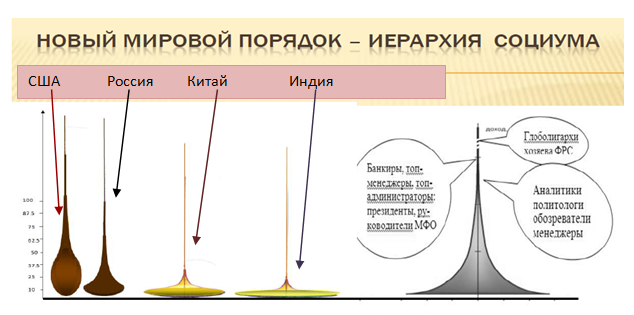 НОВЫЙ МИРОВОЙ ПОРЯДОК – ИЕРАРХИЯ СОЦИУМА
США Россия Китай Индия
100
87.5
75
62.5
50
37.5
25
10
доход
Глоболигархи
хозяева ФРС
Банкиры, топ-
менеджеры, топ-
администраторы:
президенты, ру-
ководители МФО
Аналитики
политологи
обозреватели
менеджеры